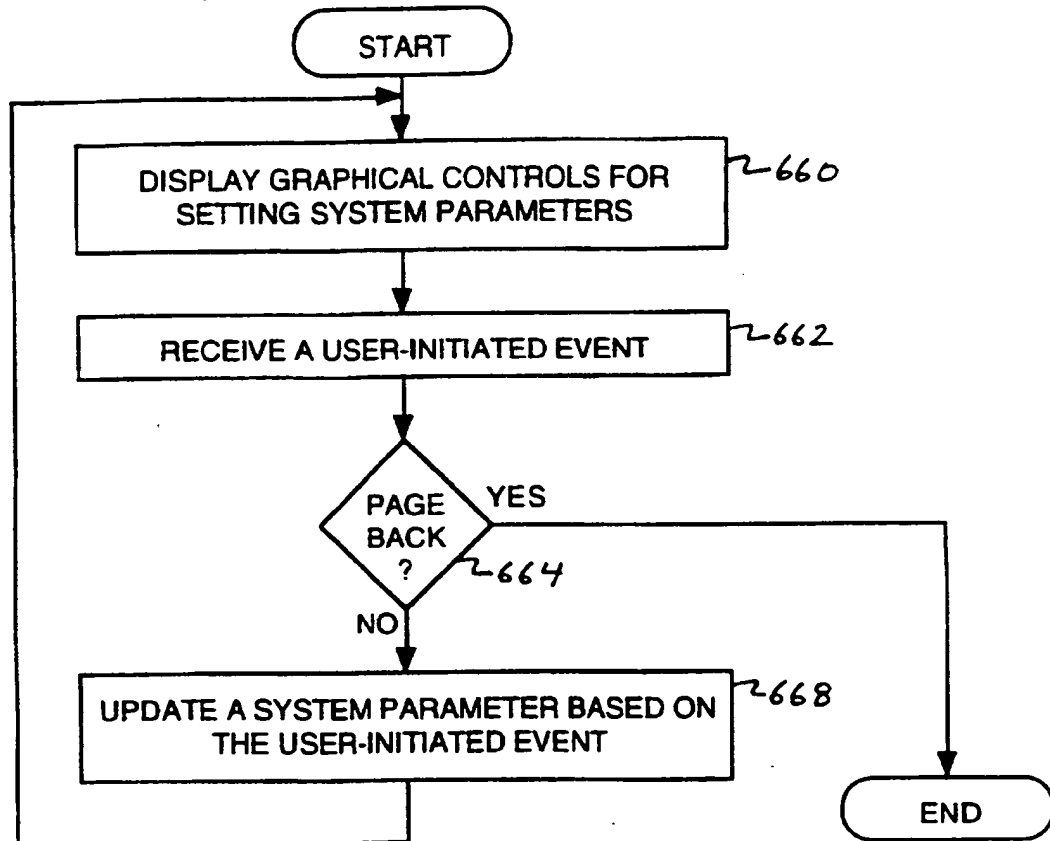 START
DISPLAY GRAPHICAL CONTROLS FOR
SETTING SYSTEM PARAMETERS
660
RECEIVE A USER-INITIATED EVENT
662
PAGE
BACK
?
YES
664
NO
UPDATE A SYSTEM PARAMETER BASED ON
THE USER-INITIATED EVENT
668
END